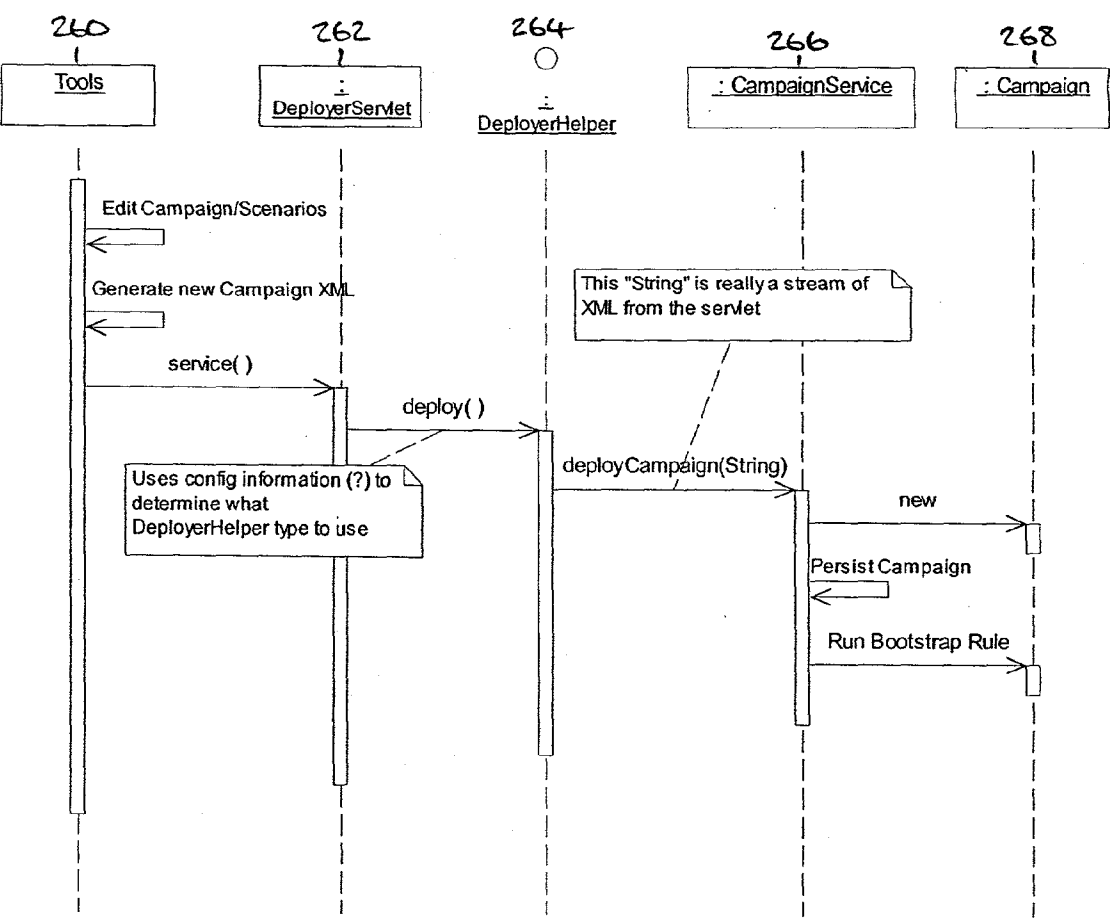 260
262
264
266
268
Tools
:
DeployerServlet
:
DeployerHelper
: CampaignService
: Campaign
Edit Campaign/Scenarios
Generate new Campaign XML
This "String" is really a stream of
XML from the servlet
service( )
deploy( )
Uses config information (?) to
determine what
DeployerHelper type to use
deployCampaign(String)
new
Persist Campaign
Run Bootstrap Rule